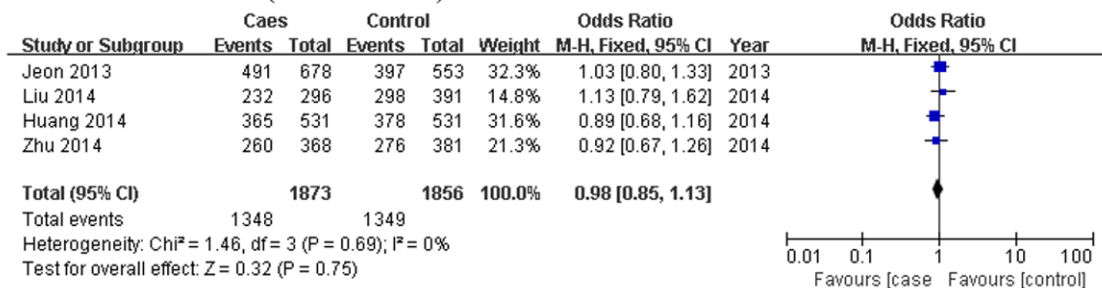 Caes Control Odds Ratio Odds Ratio
Study or Subgroup Events Total Events Total Weight M-H, Fixed, 95% CI Year M-H, Fixed, 95% CI
Jeon 2013 491 678 397 553 32.3% 1.03 [0.80, 1.33] 2013
Liu 2014 232 296 298 391 14.8% 1.13 [0.79, 1.62] 2014
Huang 2014 365 531 378 531 31.6% 0.89 [0.68, 1.16] 2014
Zhu 2014 260 368 276 381 21.3% 0.92 [0.67, 1.26] 2014
Total (95% CI) 1873 1856 100.0% 0.98 [0.85, 1.13]
Total events 1348 1349
Heterogeneity: Chi² = 1.46, df = 3 (P = 0.69); I² = 0%
Test for overall effect: Z = 0.32 (P = 0.75)
0.01 0.1 1 10 100
Favours [case Favours [control]